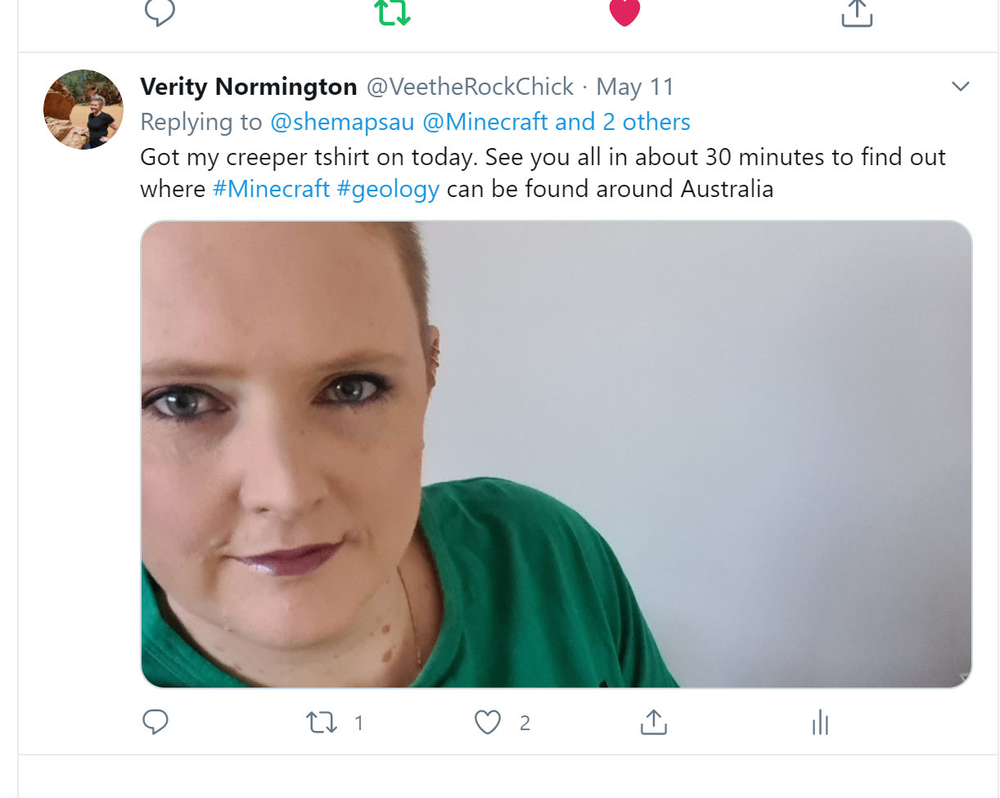 Verity Normington @VeetheRockChick · May 11
Replying to @shemapsau @Minecraft and 2 others
Got my creeper tshirt on today. See you all in about 30 minutes to find out
where #Minecraft #geology can be found around Australia
1 2